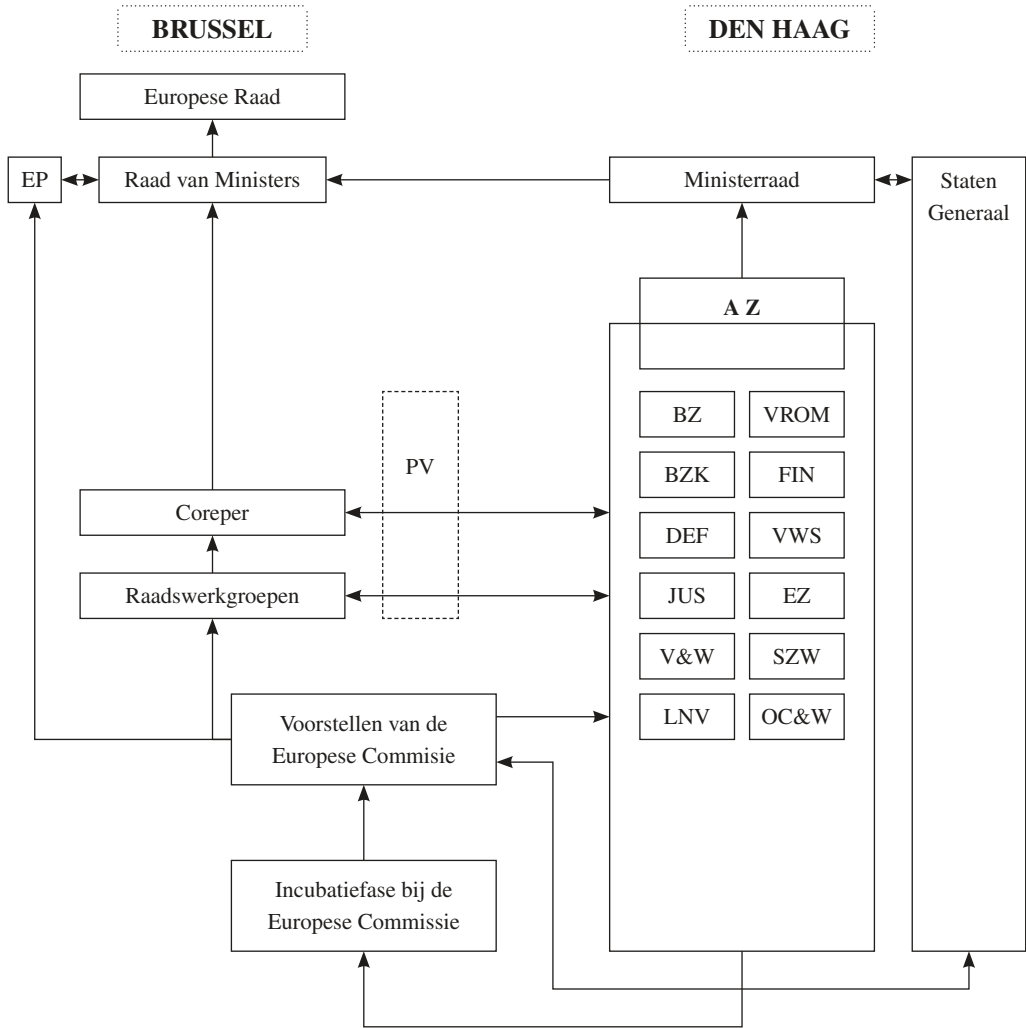 BRUSSEL
DEN HAAG
Europese Raad
EP
Raad van Ministers
Ministerraad
Staten
Generaal
A Z
BZ
VROM
PV
BZK
FIN
Coreper
DEF
VWS
Raadswerkgroepen
JUS
EZ
V&W
SZW
Voorstellen van de
Europese Commisie
LNV
OC&W
Incubatiefase bij de
Europese Commissie